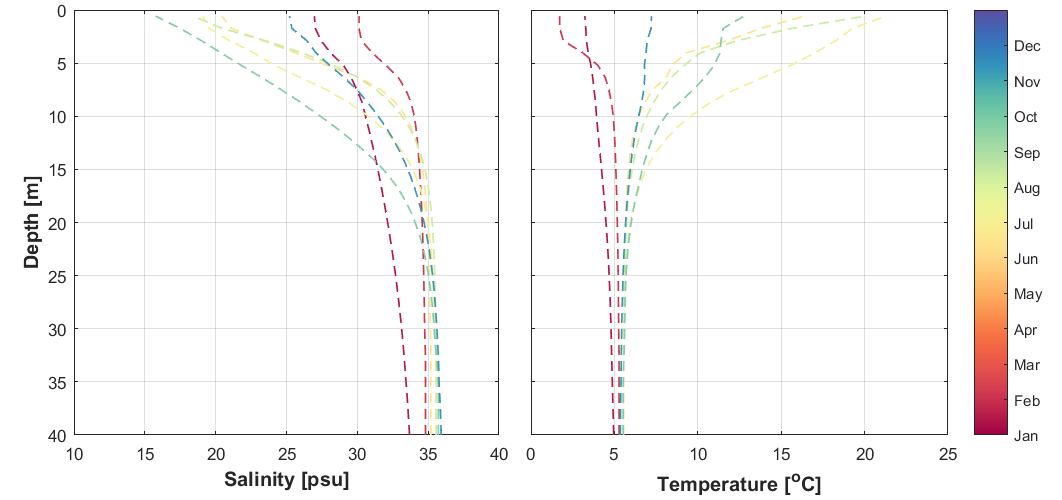 0
5
10
15
20
25
30
35
40
Depth [m]
10 15 20 25 30 35 40
Salinity [psu]
0 5 10 15 20 25
Temperature [°C]
Dec
Nov
Oct
Sep
Aug
Jul
Jun
May
Apr
Mar
Feb
Jan